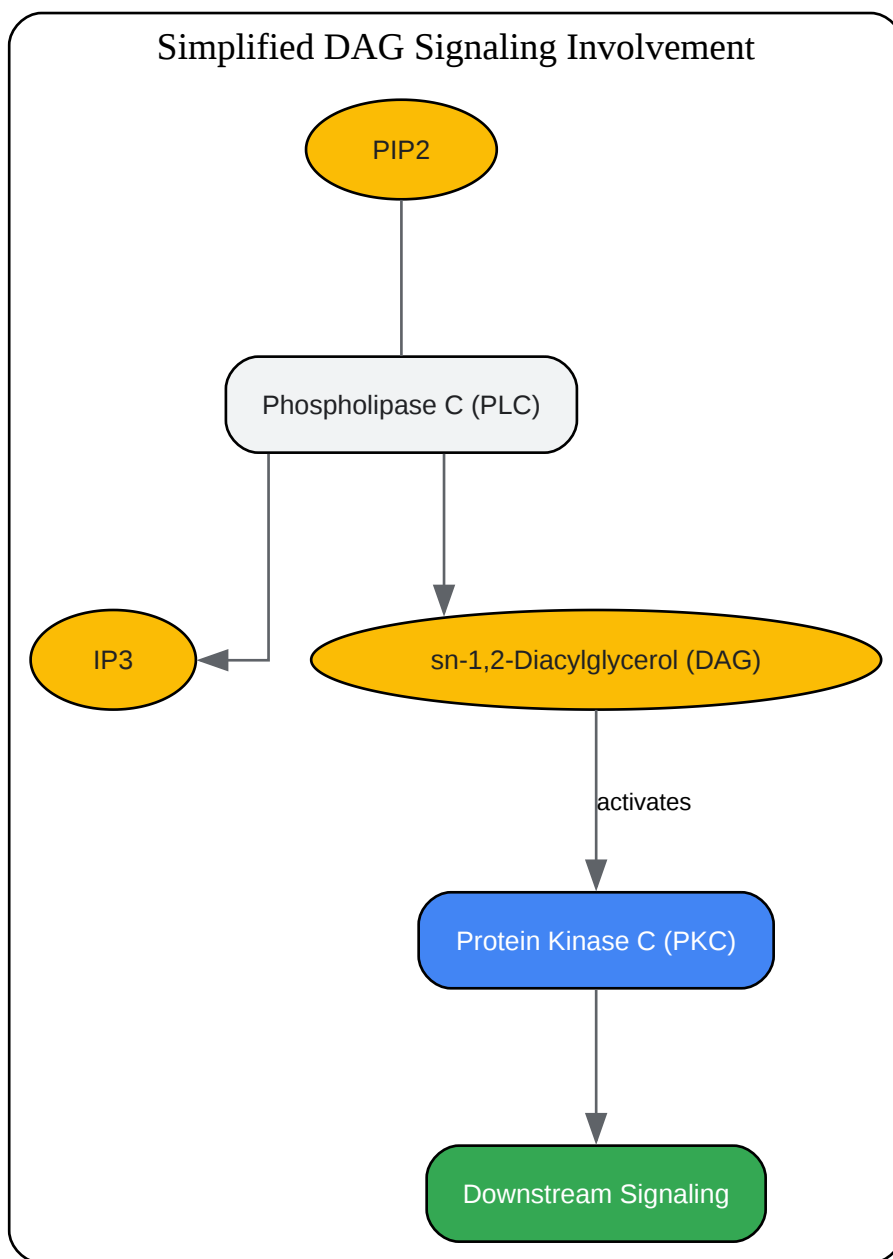 Simplified DAG Signaling Involvement
PIP2
Phospholipase C (PLC)
IP3
sn-1,2-Diacylglycerol (DAG)
activates
Protein Kinase C (PKC)
Downstream Signaling